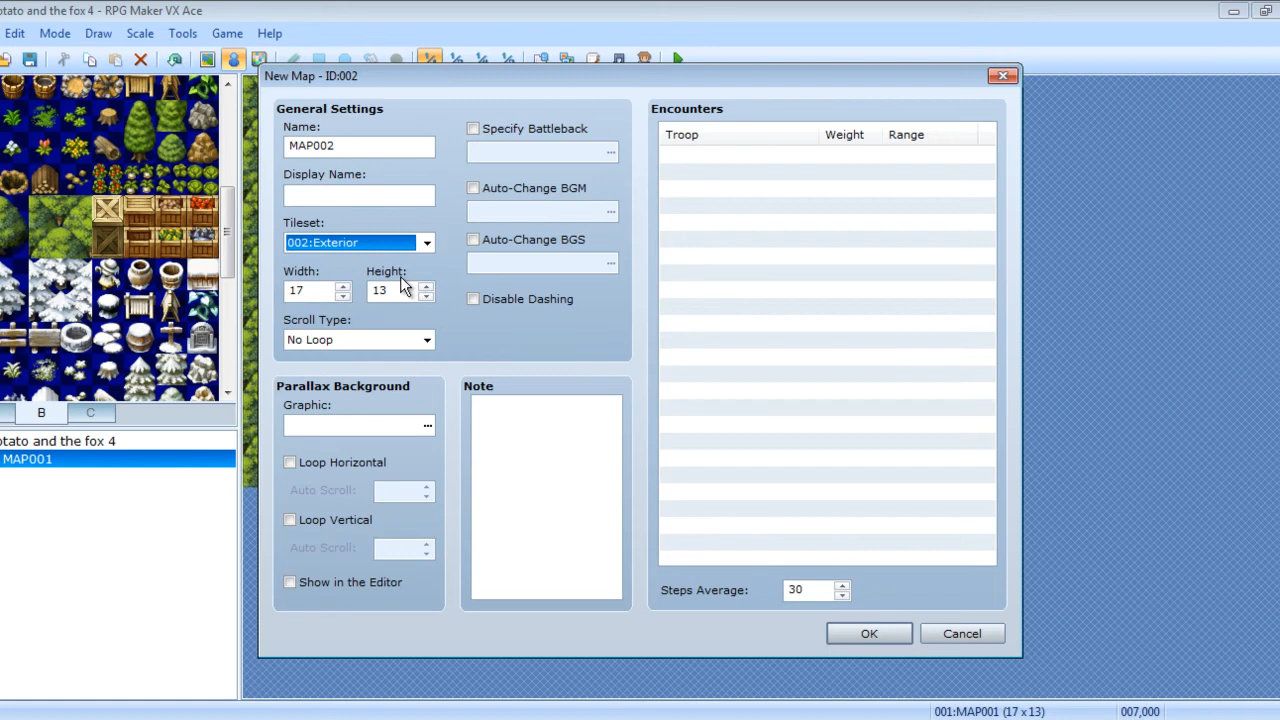 otato and the fox 4 - RPG Maker VX Ace
Edit Mode Draw Scale Tools Game Help
New Map - ID:002
General Settings
Name:
MAP002
Display Name:
Tileset:
002:Exterior
Width: Height:
17 13
Scroll Type:
No Loop
Specify Battleback
...
Auto-Change BGM
...
Auto-Change BGS
...
Disable Dashing
Parallax Background
Graphic:
...
Loop Horizontal
Auto Scroll:
Loop Vertical
Auto Scroll:
Show in the Editor
Note
Encounters
Troop Weight Range
Steps Average: 30
OK Cancel
B C
otato and the fox 4
MAP001
001:MAP001 (17 x 13) 007,000